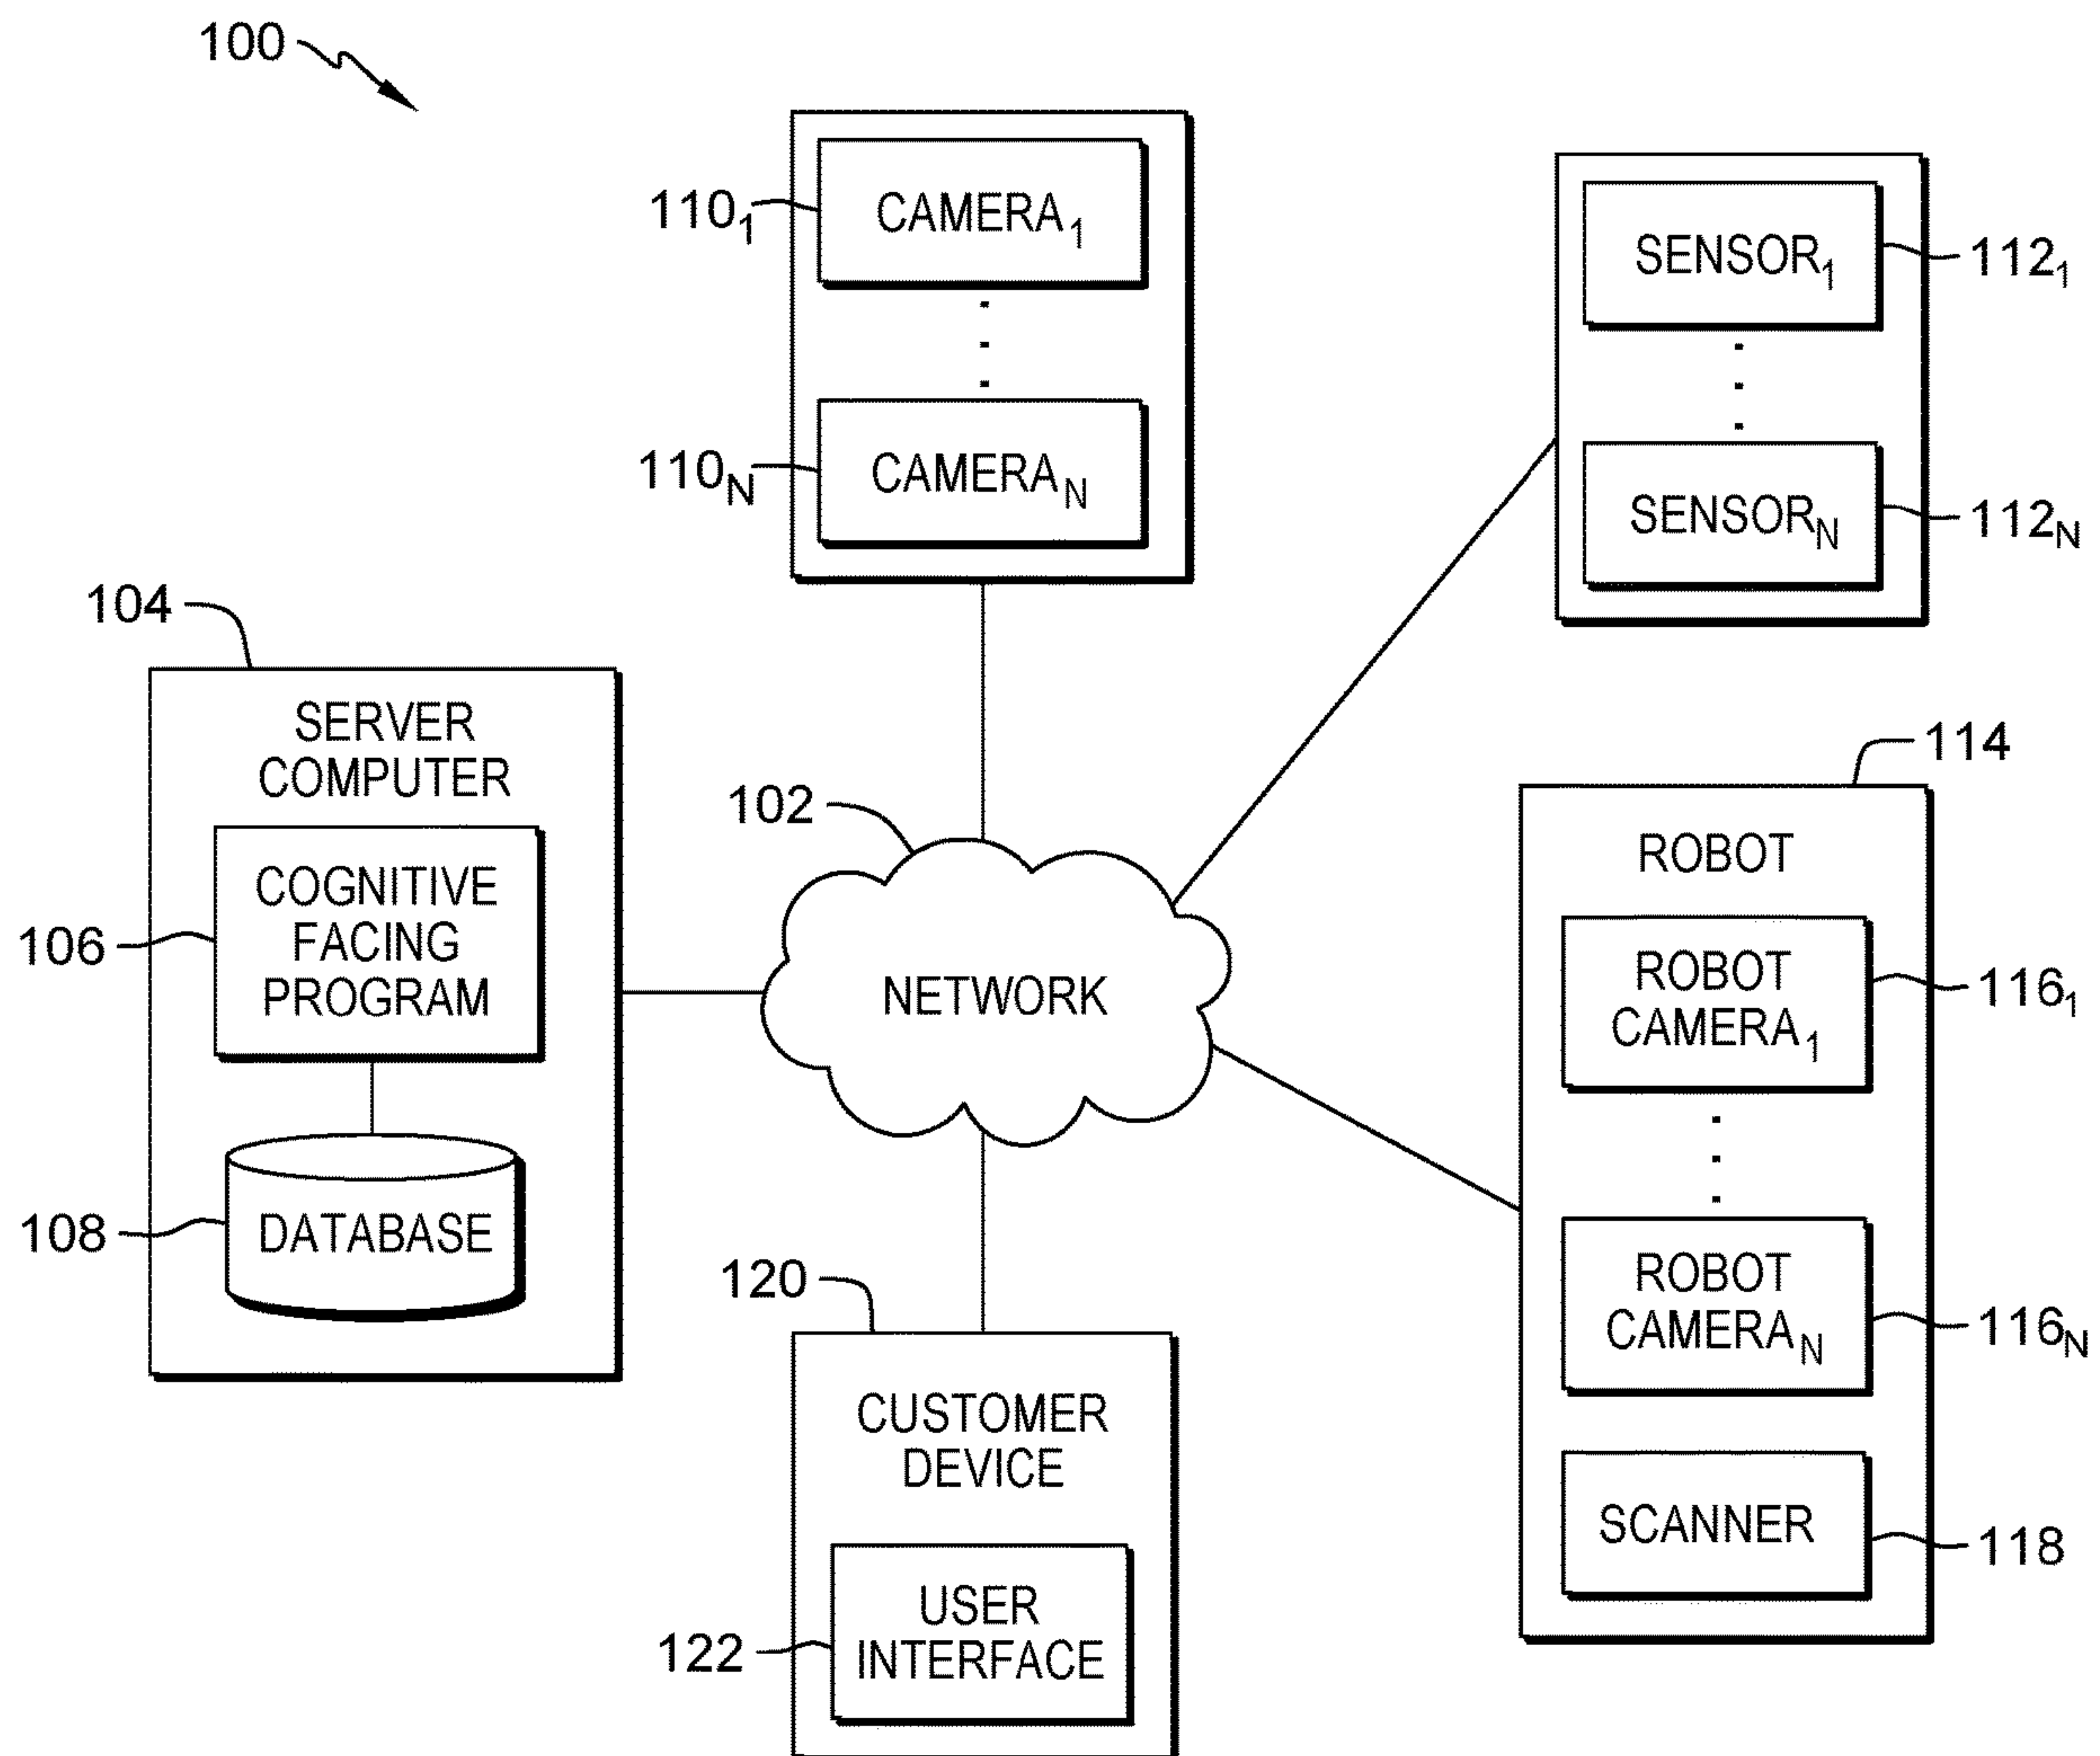 100
110₁
CAMERA₁
110N
CAMERAN
SENSOR₁
112₁
SENSORN
112N
104
SERVER
COMPUTER
106
COGNITIVE
FACING
PROGRAM
108
DATABASE
102
NETWORK
114
ROBOT
ROBOT
CAMERA₁
116₁
ROBOT
CAMERAN
116N
SCANNER
118
120
CUSTOMER
DEVICE
122
USER
INTERFACE